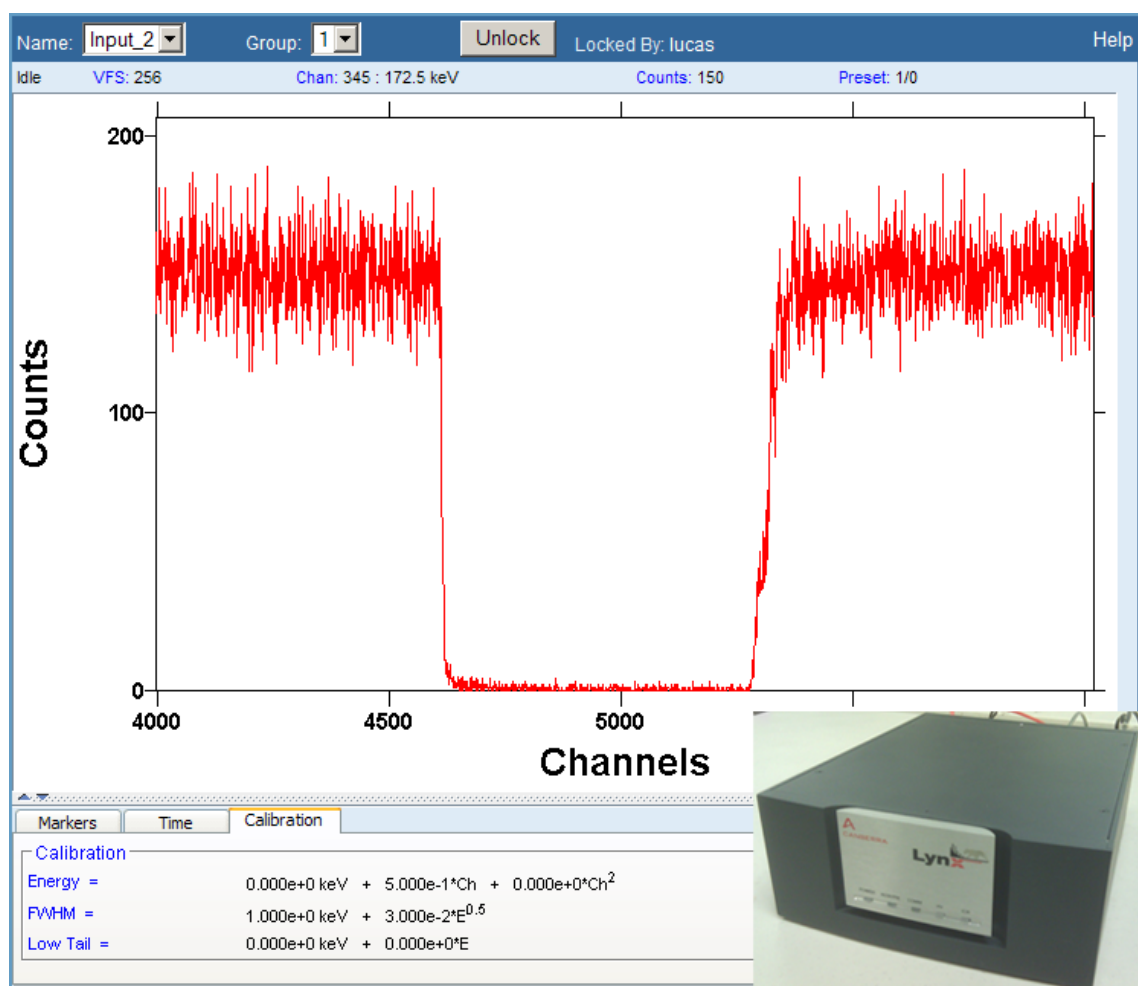 Name: Input_2 Group: 1 Unlock Locked By: lucas Help
Idle VFS: 256 Chan: 345 : 172.5 keV Counts: 150 Preset: 1/0
200
100
0
Counts
4000 4500 5000
Channels
Markers Time Calibration
Calibration
Energy = 0.000e+0 keV + 5.000e-1*Ch + 0.000e+0*Ch²
FWHM = 1.000e+0 keV + 3.000e-2*E^0.5
Low Tail = 0.000e+0 keV + 0.000e+0*E
CANBERRA
Lynx